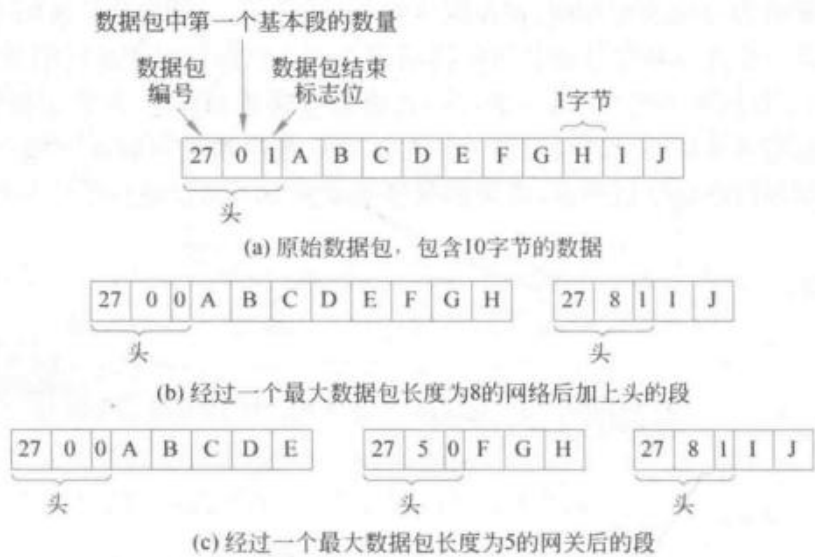 数据包中第一个基本段的数量
数据包编号
数据包结束标志位
1字节
27 0 1 A B C D E F G H I J
头
(a) 原始数据包，包含10字节的数据
27 0 0 A B C D E F G H
27 8 1 I J
头
头
(b) 经过一个最大数据包长度为8的网络后加上头的段
27 0 0 A B C D E
27 5 0 F G H
27 8 1 I J
头
头
头
(c) 经过一个最大数据包长度为5的网关后的段